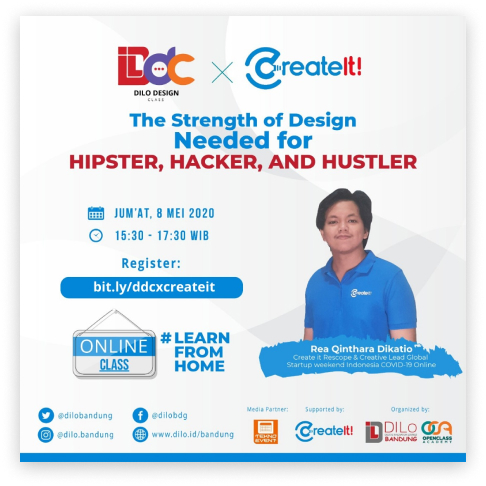 DDC
DILO DESIGN
CLASS
CreateIt!
The Strength of Design
Needed for
HIPSTER, HACKER, AND HUSTLER
JUM'AT, 8 MEI 2020
15:30 - 17:30 WIB
Register:
bit.ly/ddcxcreateit
ONLINE
CLASS
#LEARN
FROM
HOME
CreateIt!
Rea Qinthara Dikatio
Create It Rescope & Creative Lead Global
Startup weekend Indonesia COVID-19 Online
@dilobandung
@dilobdg
@dilo.bandung
www.dilo.id/bandung
Media Partner:
Supported by:
Organized by:
TEKNO
EVENT
CreateIt!
DILo
BANDUNG
OCA
OPENCLASS
ACADEMY